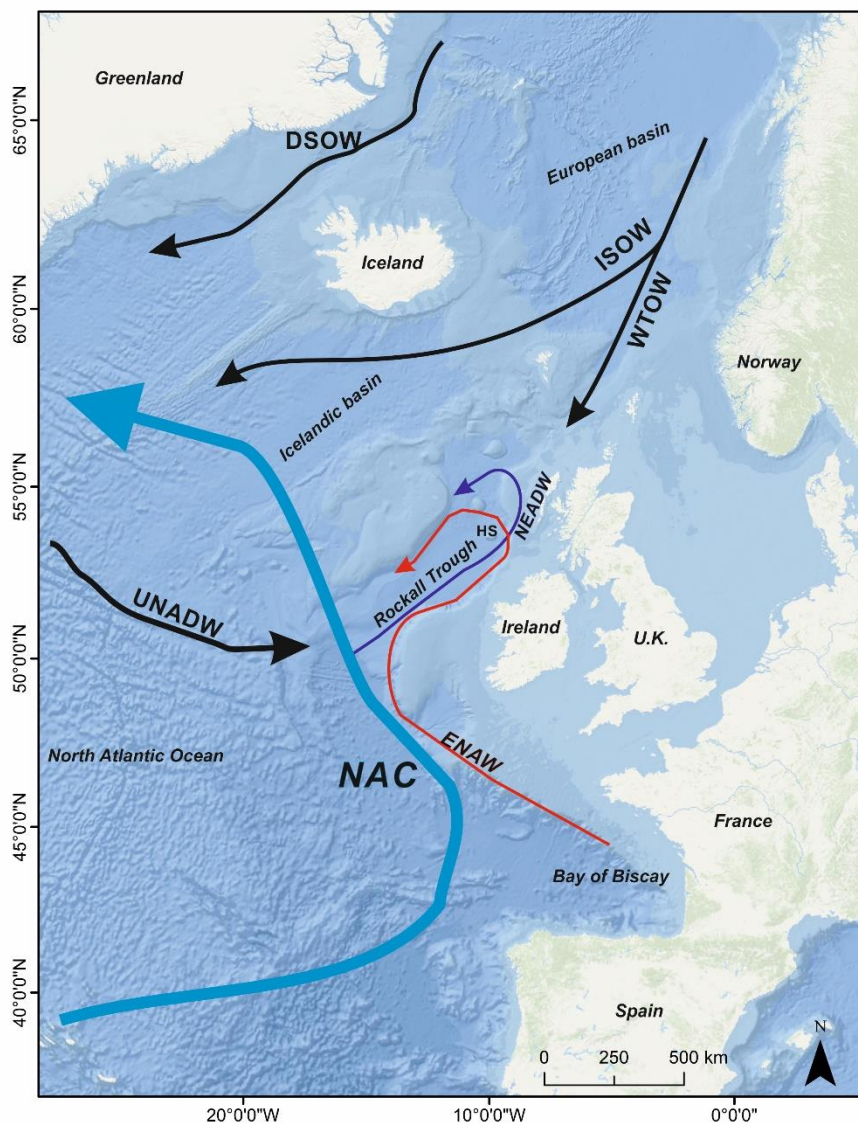 Greenland
65°0'0"N
DSOW
European basin
Iceland
ISOW
WTOW
60°0'0"N
Norway
Icelandic basin
55°0'0"N
NEADW
HS
Rockall Trough
UNADW
Ireland
U.K.
50°0'0"N
North Atlantic Ocean
NAC
ENAW
45°0'0"N
France
Bay of Biscay
40°0'0"N
Spain
N
0 250 500 km
20°0'0"W 10°0'0"W 0°0'0"